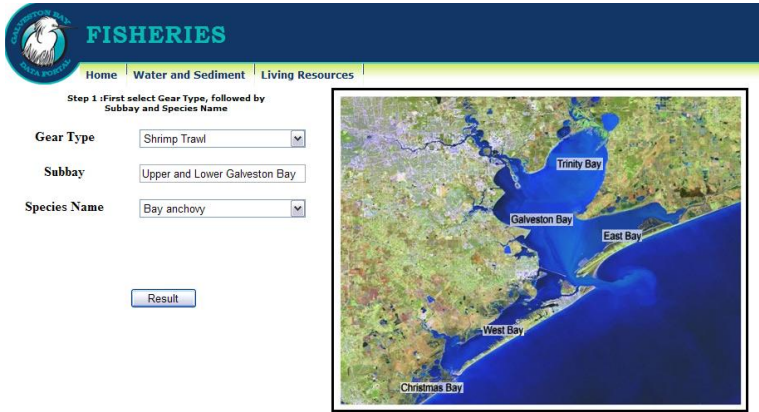 GALVESTON BAY
DATA PORTAL
FISHERIES
Home
Water and Sediment
Living Resources
Step 1 :First select Gear Type, followed by
Subbay and Species Name
Gear Type
Shrimp Trawl
Subbay
Upper and Lower Galveston Bay
Species Name
Bay anchovy
Result
Trinity Bay
Galveston Bay
East Bay
West Bay
Christmas Bay